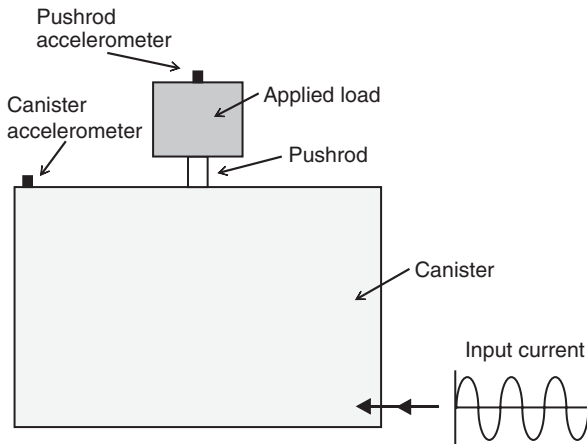 Pushrod
accelerometer
Canister
accelerometer
Applied load
Pushrod
Canister
Input current